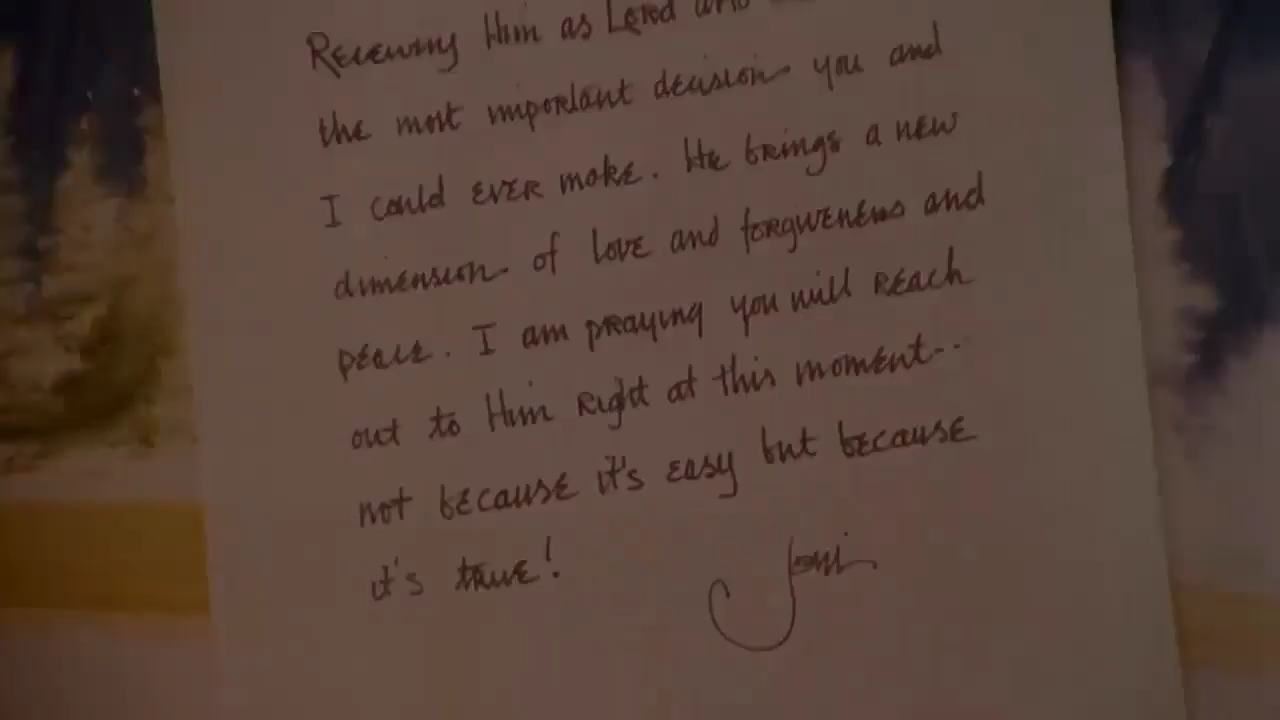 Receiving Him as Lord and
the most important decision you and
I could ever make. He brings a new
dimension of love and forgiveness and
peace. I am praying you will reach
out to Him right at this moment--
not because it's easy but because
it's true!
Joni